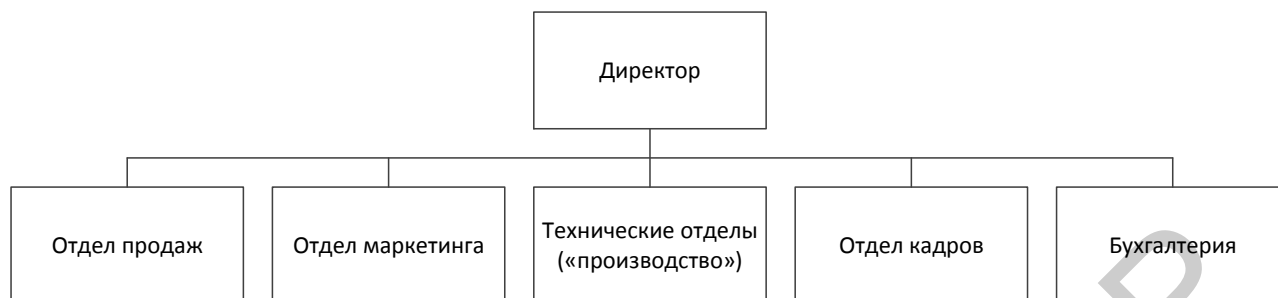 Директор
Отдел продаж
Отдел маркетинга
Технические отделы
(«производство»)
Отдел кадров
Бухгалтерия